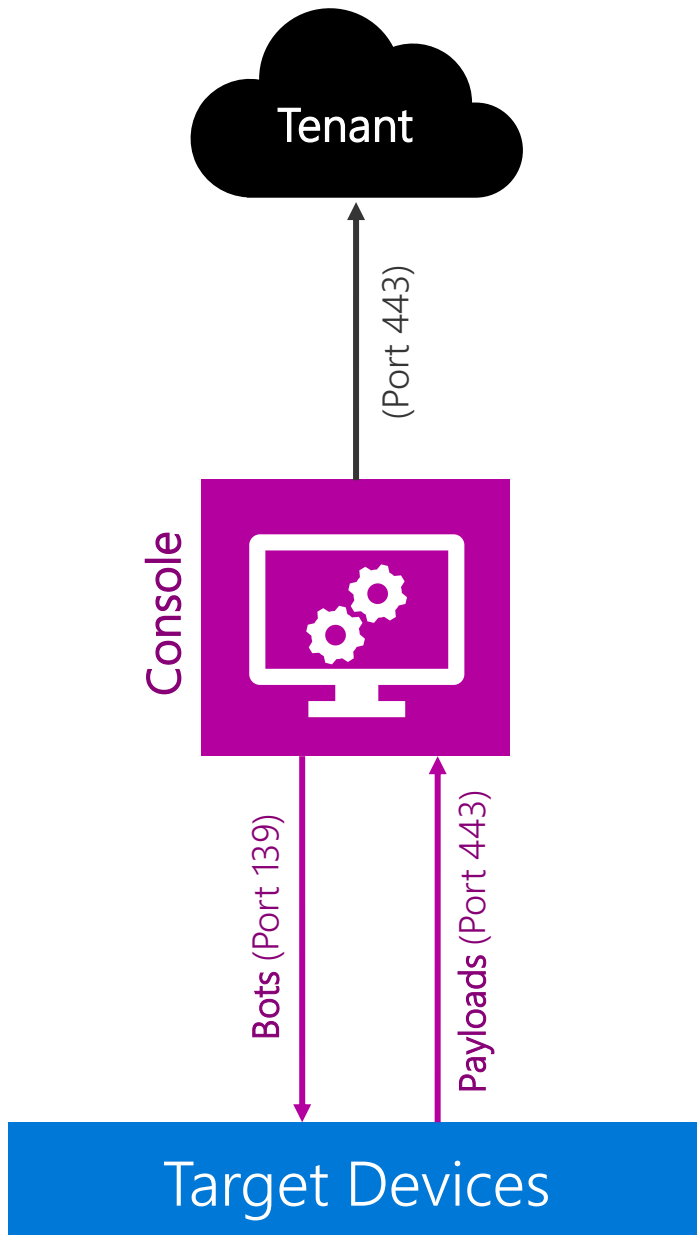 Tenant
(Port 443)
Console
Bots (Port 139)
Payloads (Port 443)
Target Devices